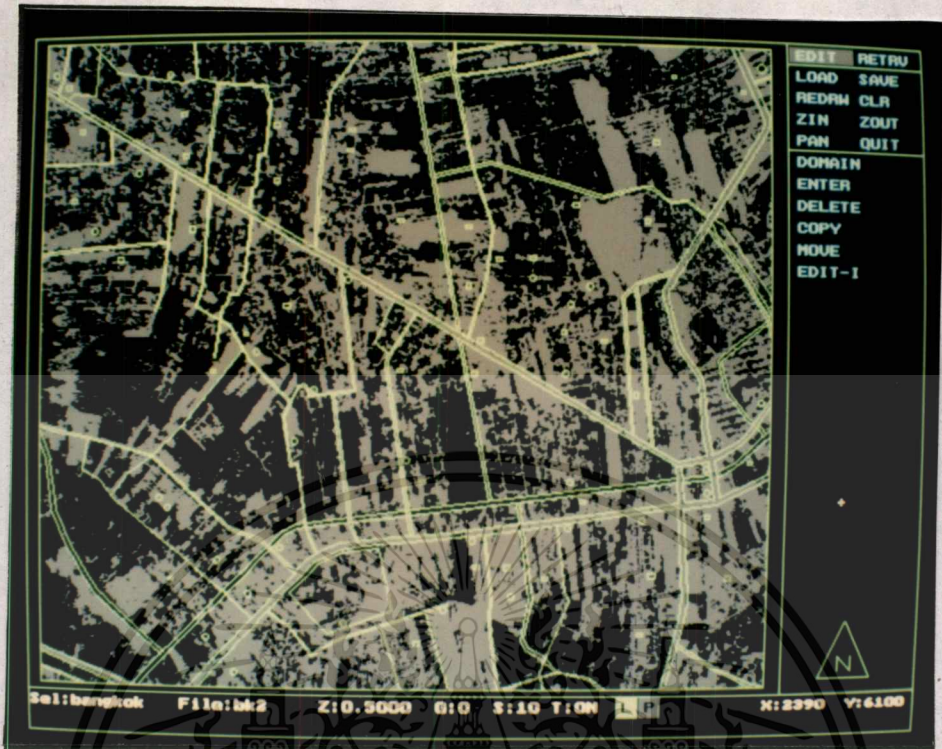 EDIT RETRV
LOAD SAVE
REDRW CLR
ZIN ZOUT
PAN QUIT
DOMAIN
ENTER
DELETE
COPY
MOVE
EDIT-I
N
Sel:bangkok File:bk2 Z:0.5000 G:0 S:10 T:ON L P X:2390 Y:6100